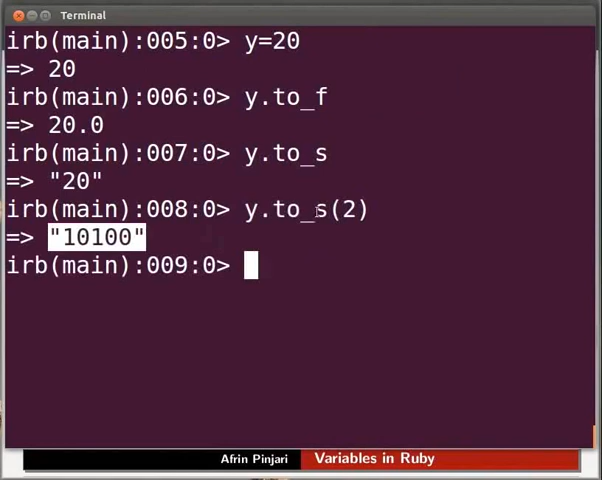 Terminal
irb(main):005:0> y=20
=> 20
irb(main):006:0> y.to_f
=> 20.0
irb(main):007:0> y.to_s
=> "20"
irb(main):008:0> y.to_s(2)
=> "10100"
irb(main):009:0>
Afrin Pinjari Variables in Ruby